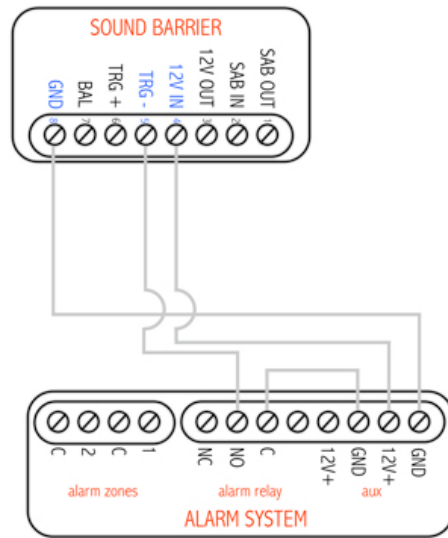 SOUND BARRIER
GND
BAL
TRG +
TRG -
12V IN
12V OUT
SAB IN
SAB OUT
8
7
6
5
4
3
2
1
C
2
C
1
NC
NO
C
12V+
GND
12V+
GND
alarm zones
alarm relay
aux
ALARM SYSTEM